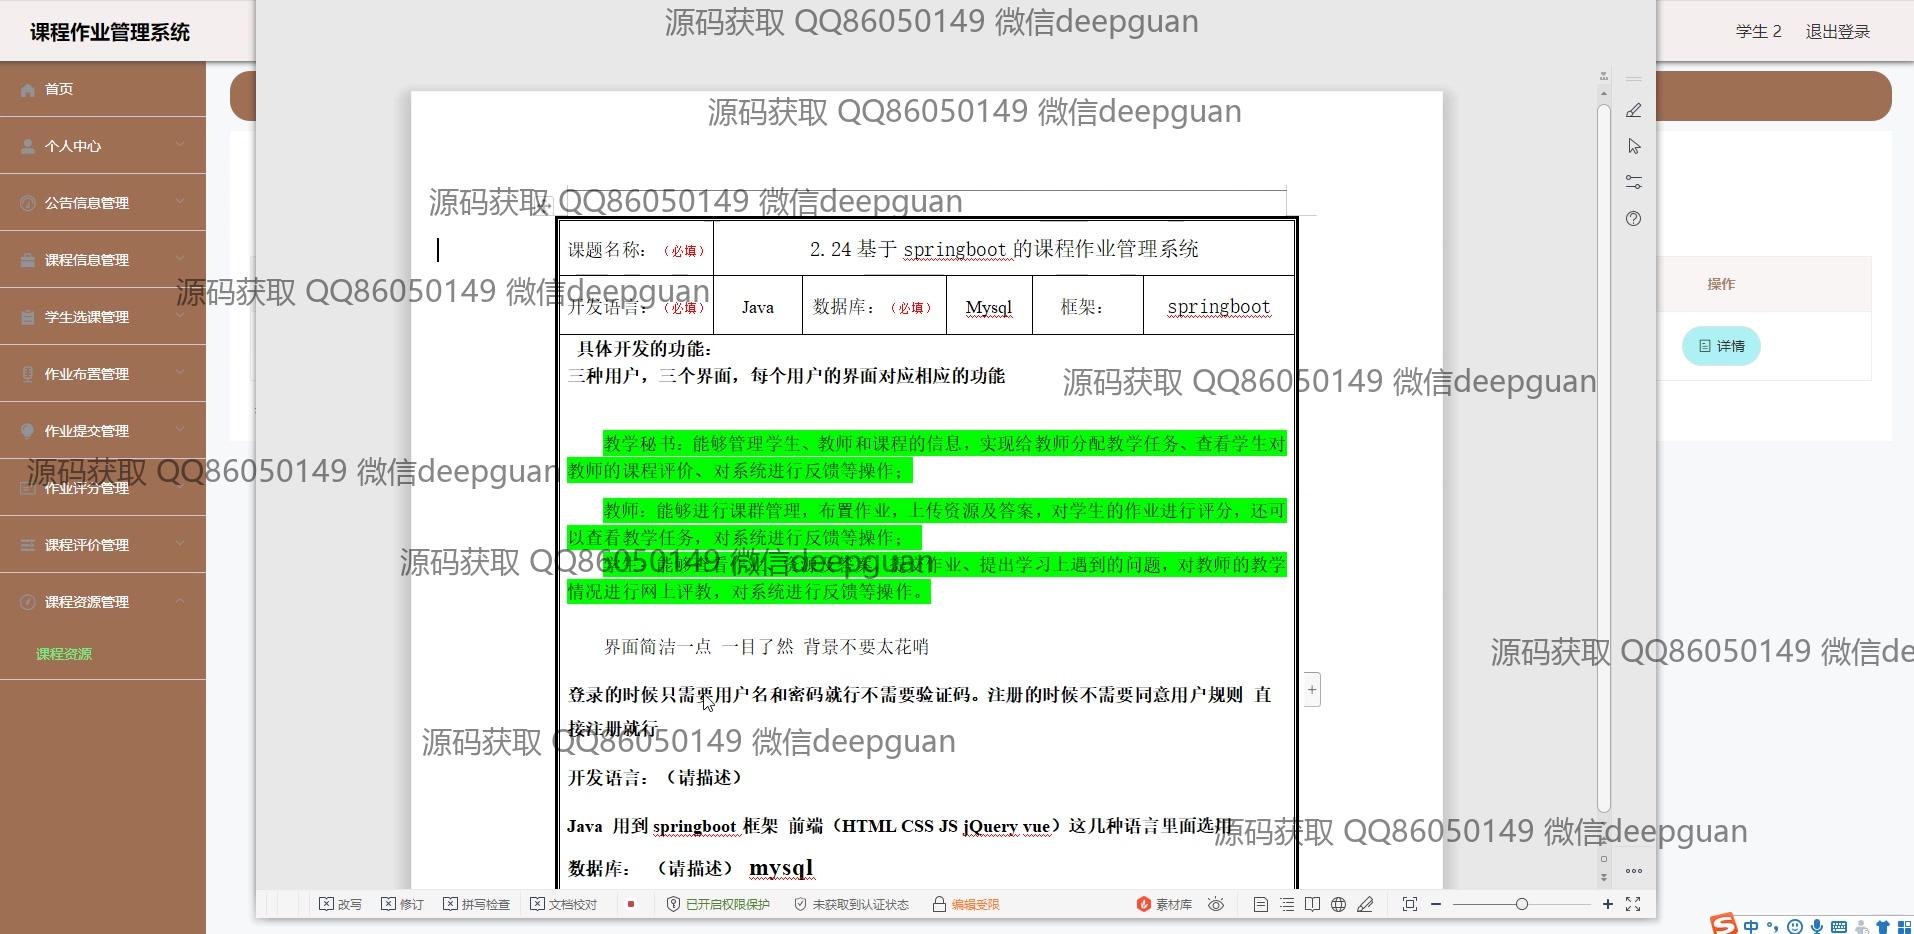 课程作业管理系统
学生 2 退出登录
首页
个人中心
公告信息管理
课程信息管理
学生选课管理
作业布置管理
作业提交管理
作业评分管理
课程评价管理
课程资源管理
课程资源
操作
详情
源码获取 QQ86050149 微信deepguan
源码获取 QQ86050149 微信deepguan
源码获取 QQ86050149 微信deepguan
课题名称：（必填） 2.24 基于 springboot 的课程作业管理系统
源码获取 QQ86050149 微信deepguan
开发语言：（必填） Java 数据库：（必填） Mysql 框架： springboot
具体开发的功能：
三种用户，三个界面，每个用户的界面对应相应的功能
源码获取 QQ86050149 微信deepguan
教学秘书：能够管理学生、教师和课程的信息，实现给教师分配教学任务、查看学生对
教师的课程评价、对系统进行反馈等操作；
源码获取 QQ86050149 微信deepguan
教师：能够进行课群管理，布置作业，上传资源及答案，对学生的作业进行评分，还可
以查看教学任务，对系统进行反馈等操作；
源码获取 QQ86050149 微信deepguan
作业、提出学习上遇到的问题，对教师的教学
情况进行网上评教，对系统进行反馈等操作。
界面简洁一点 一目了然 背景不要太花哨
源码获取 QQ86050149 微信de
登录的时候只需要用户名和密码就行不需要验证码。注册的时候不需要同意用户规则 直
接注册就行
源码获取 QQ86050149 微信deepguan
开发语言：（请描述）
Java 用到 springboot 框架 前端（HTML CSS JS jQuery vue）这几种语言里面选用
源码获取 QQ86050149 微信deepguan
数据库： （请描述） mysql
改写 修订 拼写检查 文档校对 已开启权限保护 未获取到认证状态 编辑受限 素材库
中